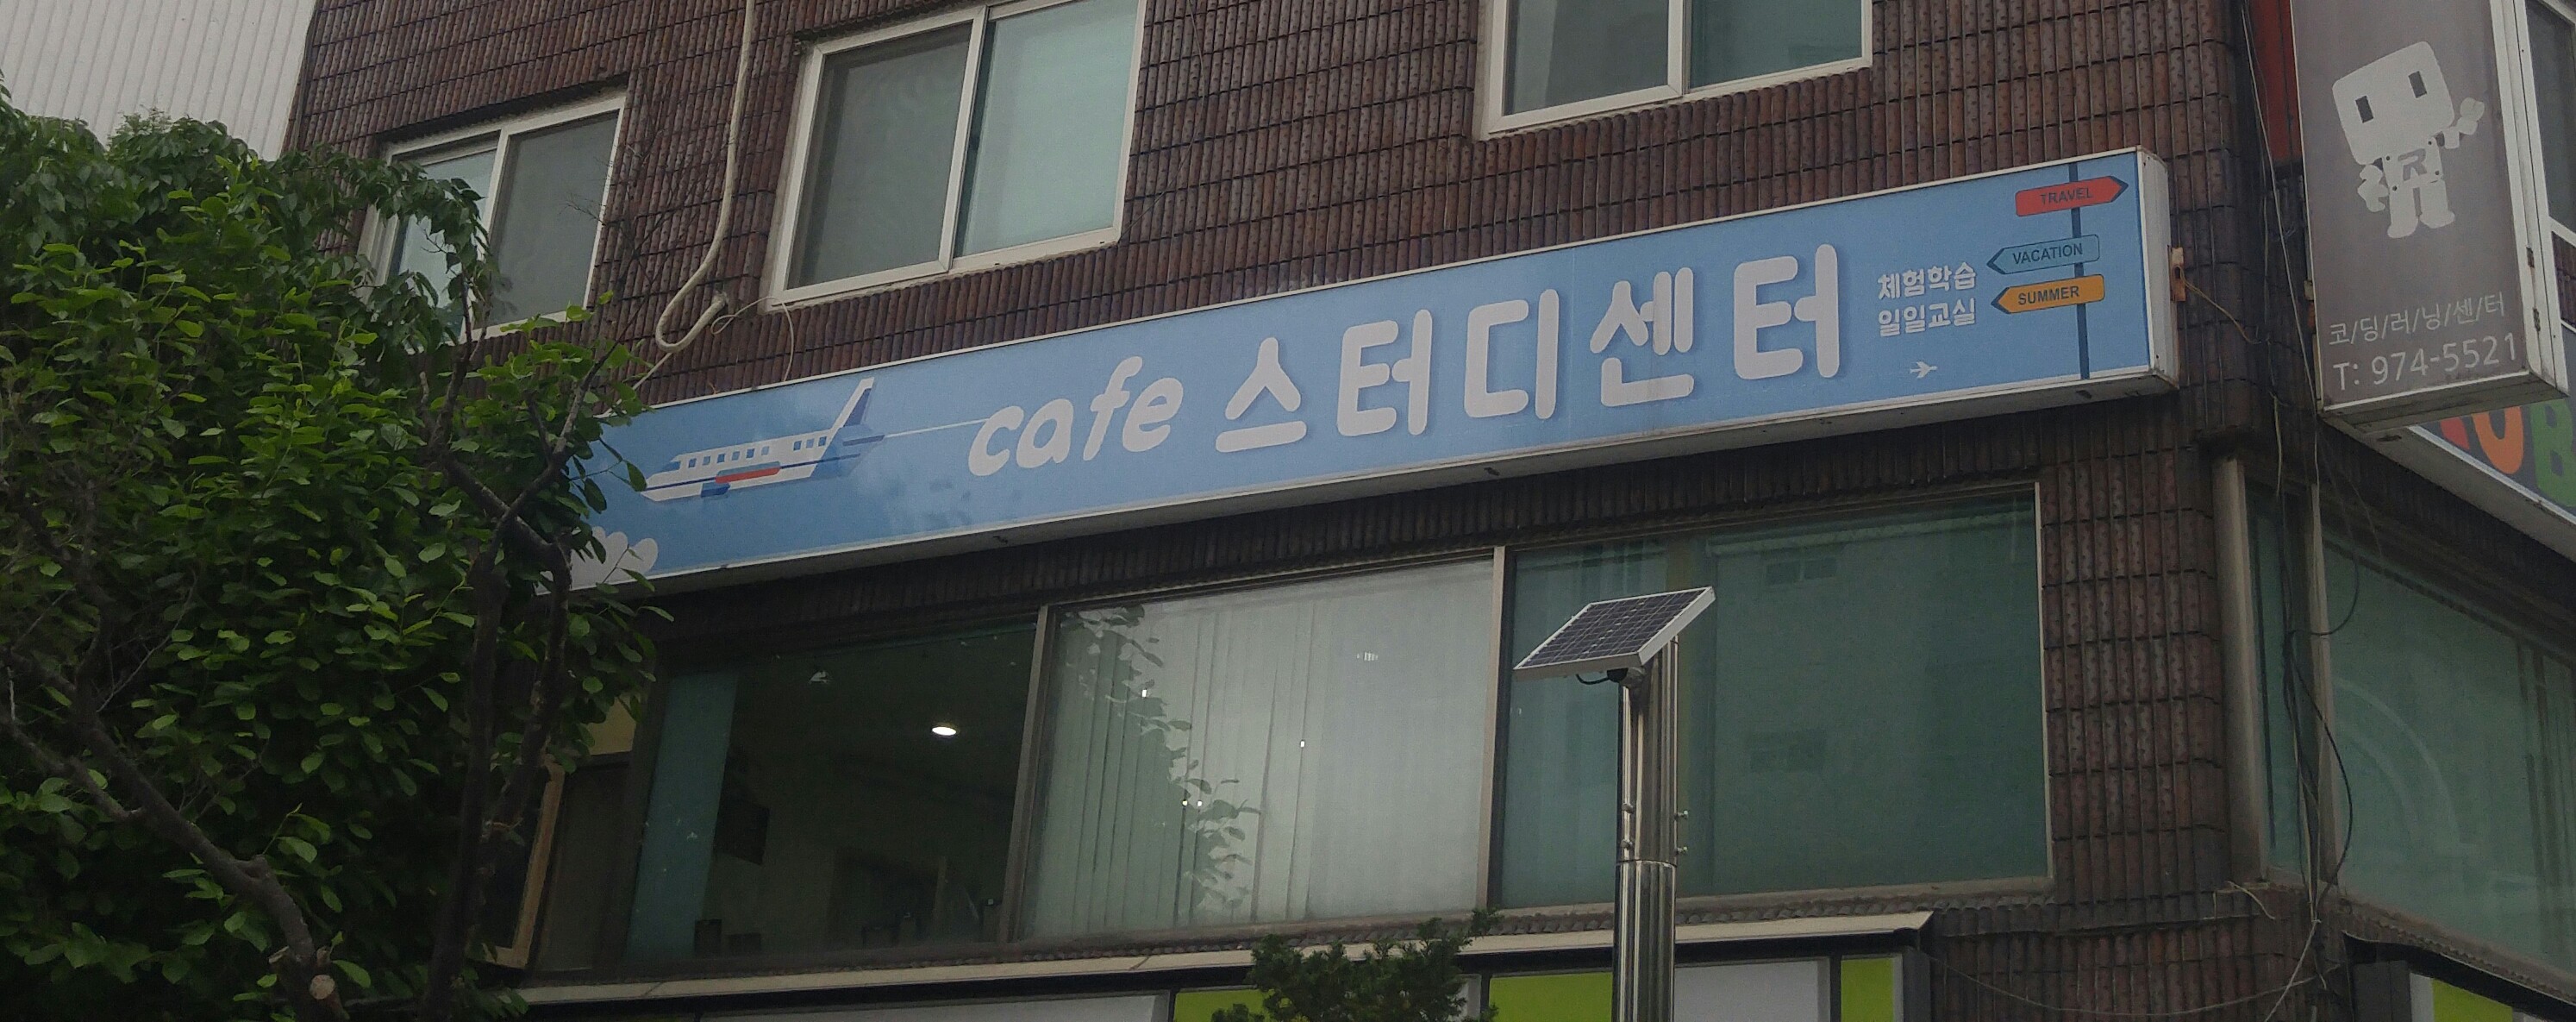 cafe 스터디센터
체험학습
일일교실
TRAVEL
VACATION
SUMMER
R
코/딩/러/닝/센/터
T: 974-5521